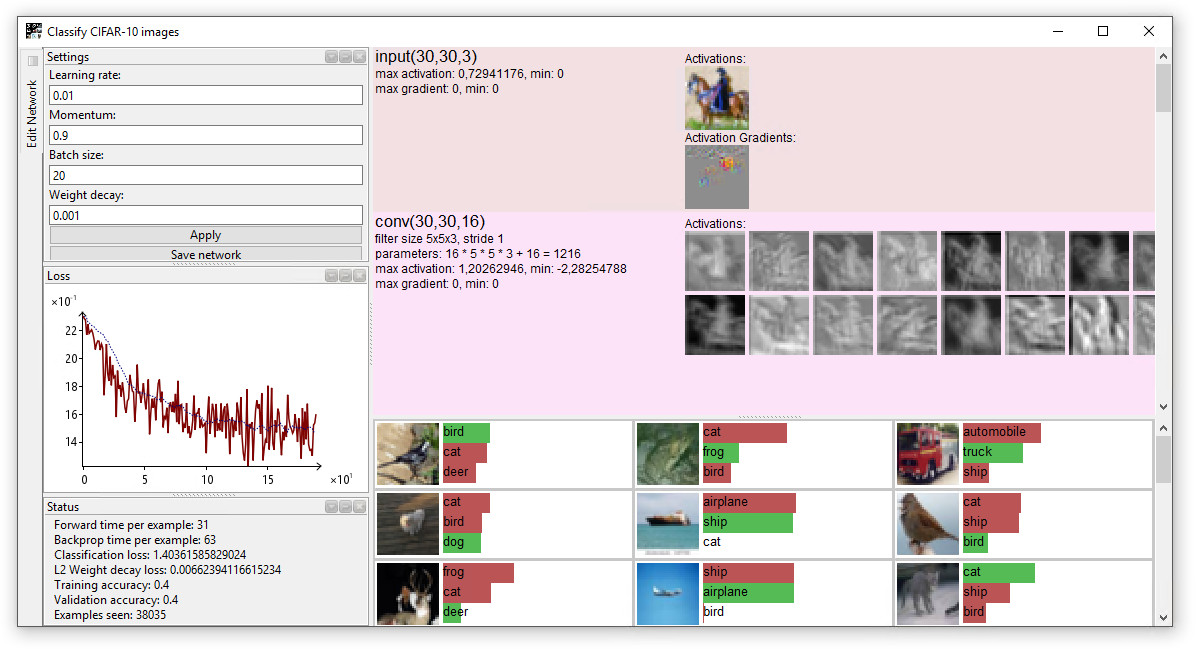 Classify CIFAR-10 images
Edit Network
Settings
Learning rate:
0.01
Momentum:
0.9
Batch size:
20
Weight decay:
0.001
Apply
Save network
Loss
×10⁻¹
22
20
18
16
14
0
5
10
15
×10¹
Status
Forward time per example: 31
Backprop time per example: 63
Classification loss: 1.40361585829024
L2 Weight decay loss: 0.00662394116615234
Training accuracy: 0.4
Validation accuracy: 0.4
Examples seen: 38035
input(30,30,3)
max activation: 0,72941176, min: 0
max gradient: 0, min: 0
Activations:
Activation Gradients:
conv(30,30,16)
filter size 5x5x3, stride 1
parameters: 16 * 5 * 5 * 3 + 16 = 1216
max activation: 1,20262946, min: -2,28254788
max gradient: 0, min: 0
Activations:
bird
cat
deer
cat
frog
bird
automobile
truck
ship
cat
bird
dog
airplane
ship
cat
cat
ship
bird
frog
cat
deer
ship
airplane
bird
cat
ship
bird